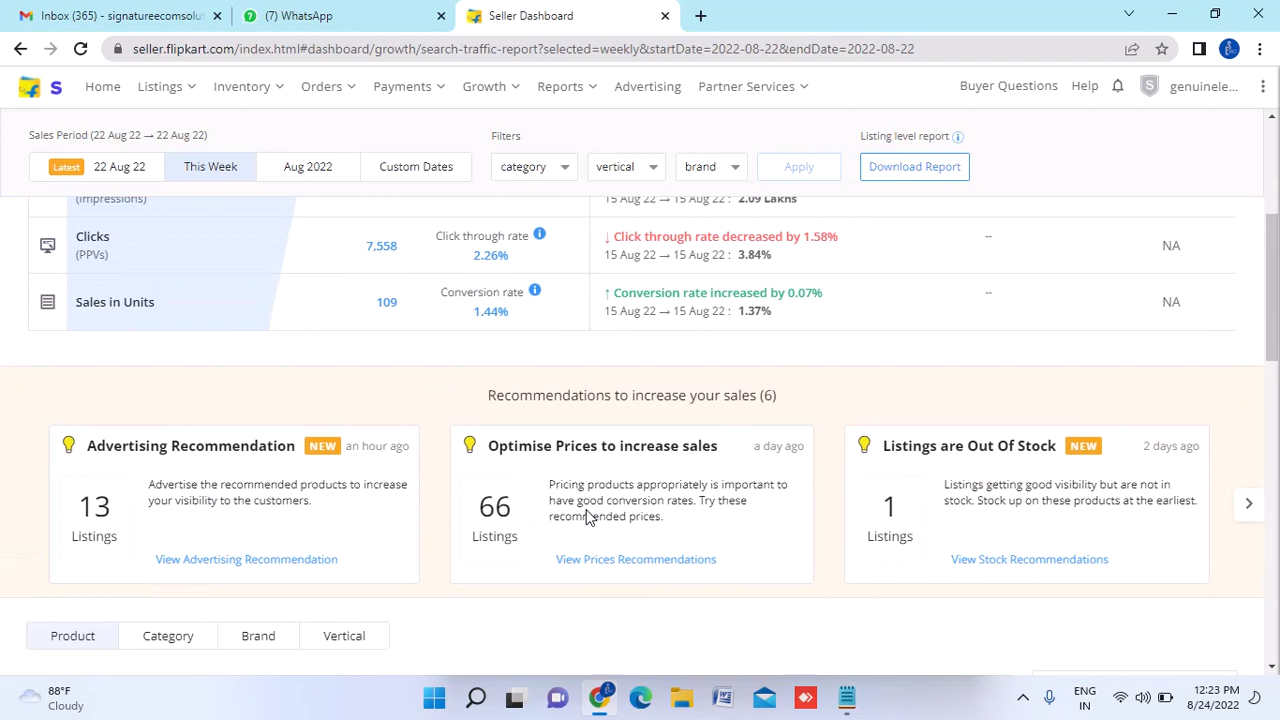 Inbox (365) - signatureecomsolut
(7) WhatsApp
Seller Dashboard
seller.flipkart.com/index.html#dashboard/growth/search-traffic-report?selected=weekly&startDate=2022-08-22&endDate=2022-08-22
Home
Listings
Inventory
Orders
Payments
Growth
Reports
Advertising
Partner Services
Buyer Questions
Help
genuinele...
Sales Period (22 Aug 22 → 22 Aug 22)
Filters
Listing level report
Latest 22 Aug 22
This Week
Aug 2022
Custom Dates
category
vertical
brand
Apply
Download Report
(Impressions)
15 Aug 22 → 15 Aug 22 : 2.09 Lakhs
Clicks
(PPVs)
7,558
Click through rate
2.26%
↓ Click through rate decreased by 1.58%
15 Aug 22 → 15 Aug 22 : 3.84%
--
NA
Sales in Units
109
Conversion rate
1.44%
↑ Conversion rate increased by 0.07%
15 Aug 22 → 15 Aug 22 : 1.37%
--
NA
Recommendations to increase your sales (6)
Advertising Recommendation NEW an hour ago
13
Listings
Advertise the recommended products to increase
your visibility to the customers.
View Advertising Recommendation
Optimise Prices to increase sales a day ago
66
Listings
Pricing products appropriately is important to
have good conversion rates. Try these
recommended prices.
View Prices Recommendations
Listings are Out Of Stock NEW 2 days ago
1
Listings
Listings getting good visibility but are not in
stock. Stock up on these products at the earliest.
View Stock Recommendations
Product
Category
Brand
Vertical
88°F
Cloudy
ENG
IN
12:23 PM
8/24/2022